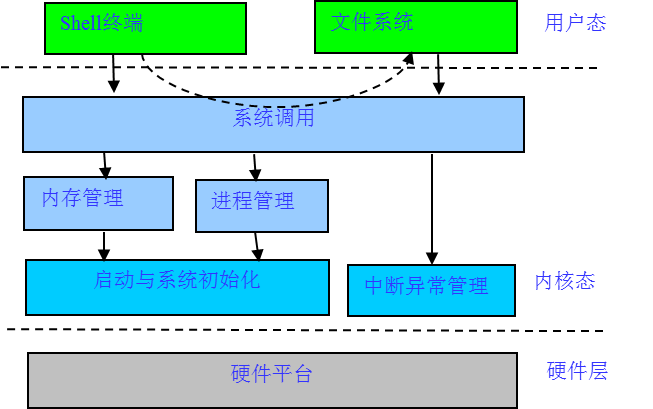 Shell终端
文件系统
用户态
系统调用
内存管理
进程管理
启动与系统初始化
中断异常管理
内核态
硬件平台
硬件层